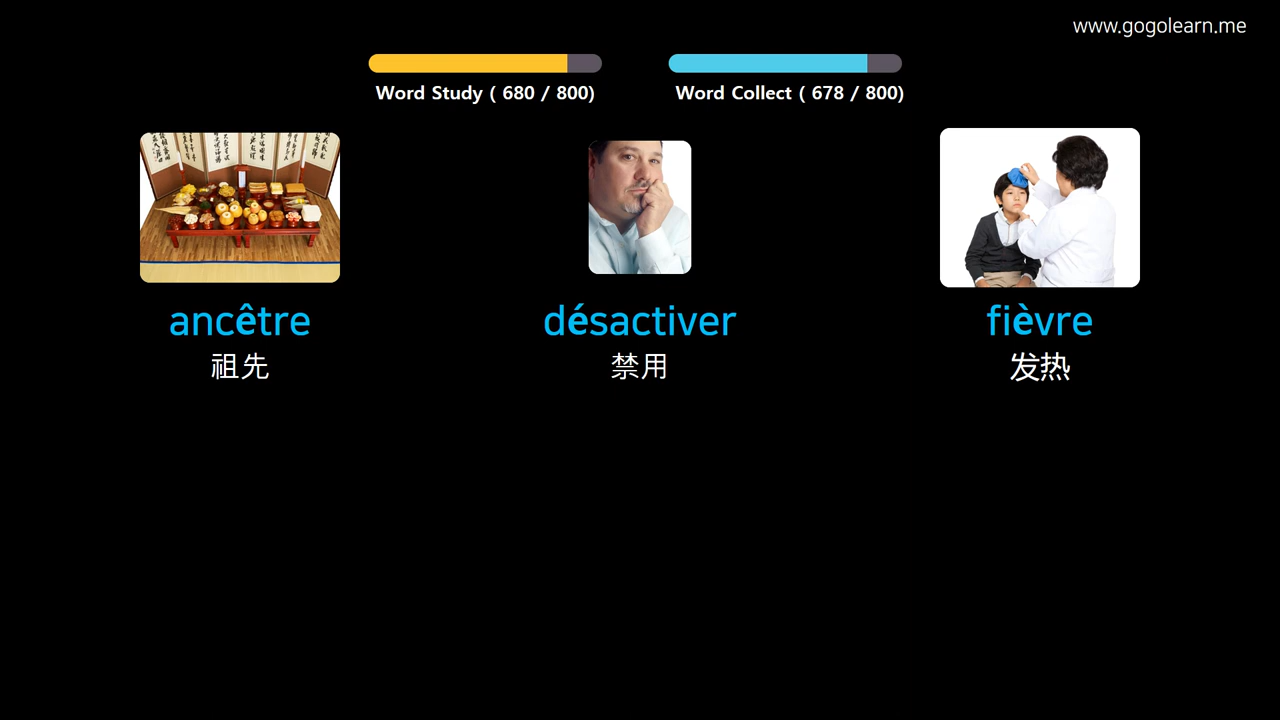 www.gogolearn.me
Word Study ( 680 / 800)
Word Collect ( 678 / 800)
ancêtre
祖先
désactiver
禁用
fièvre
发热